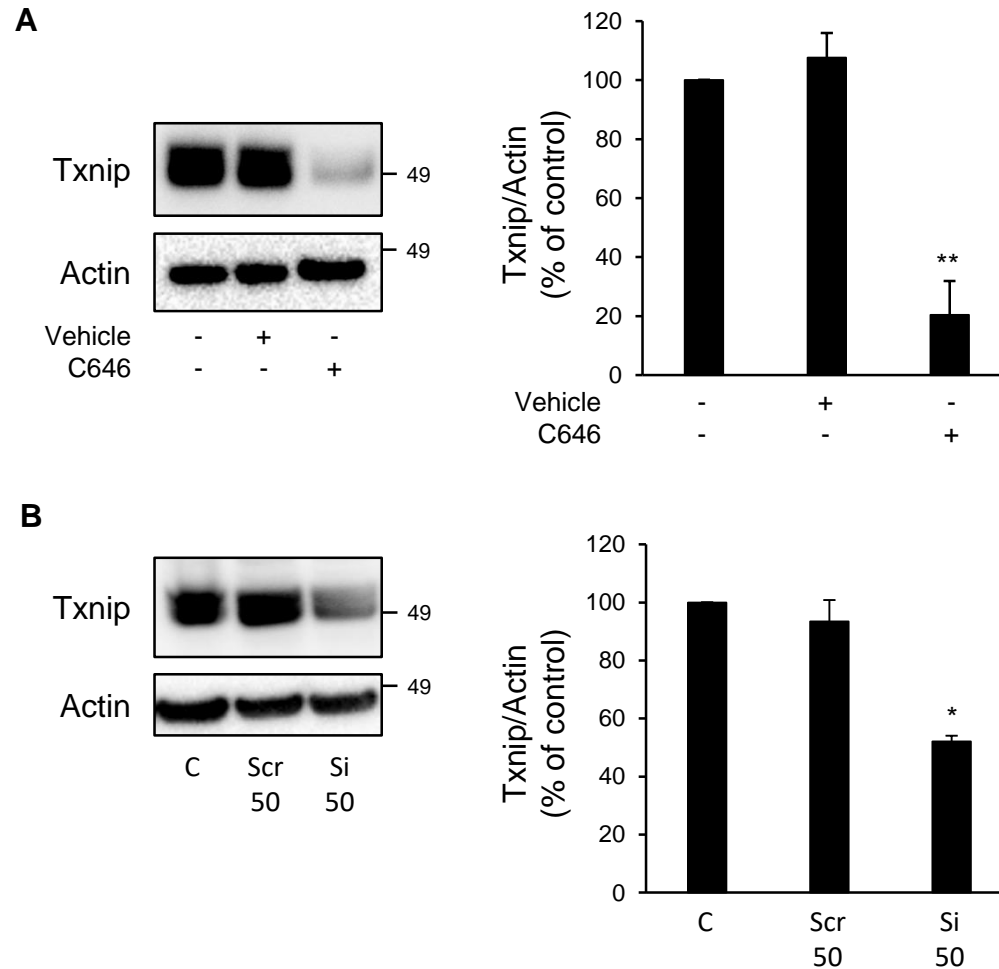 A
Txnip
49
Actin
49
Vehicle - + -
C646 - - +
120
100
80
60
40
20
0
Txnip/Actin
(% of control)
**
Vehicle - + -
C646 - - +
B
Txnip
49
Actin
49
C Scr Si
50 50
120
100
80
60
40
20
0
Txnip/Actin
(% of control)
*
C Scr Si
50 50